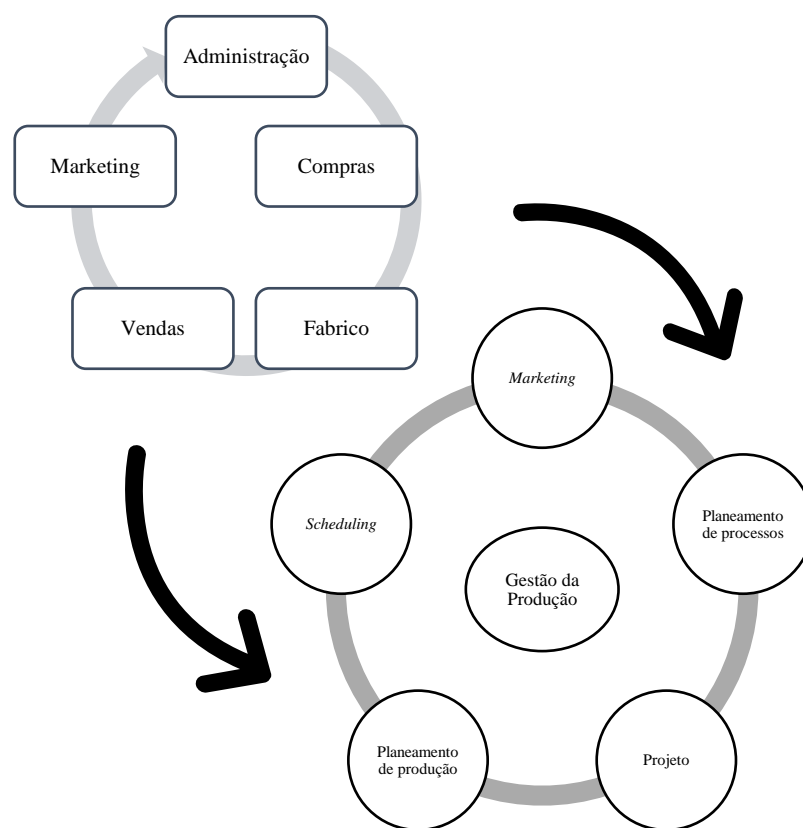 Administração
Marketing
Compras
Vendas
Fabrico
Marketing
Scheduling
Planeamento
de processos
Gestão da
Produção
Planeamento
de produção
Projeto